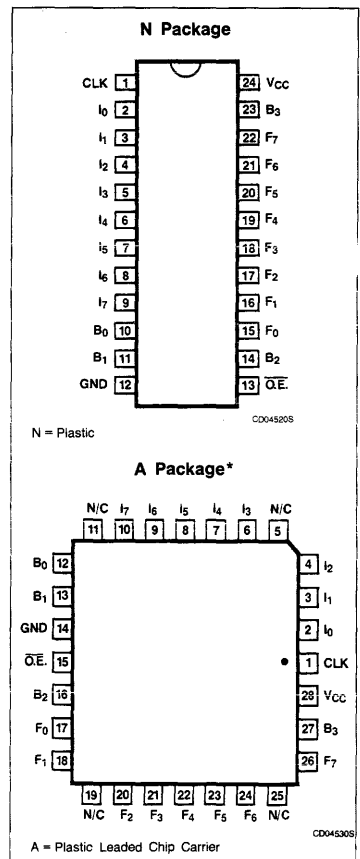 N Package
CLK 1 24 VCC
I0 2 23 B3
I1 3 22 F7
I2 4 21 F6
I3 5 20 F5
I4 6 19 F4
I5 7 18 F3
I6 8 17 F2
I7 9 16 F1
B0 10 15 F0
B1 11 14 B2
GND 12 13 O.E.
CD04520S
N = Plastic
A Package*
N/C I7 I6 I5 I4 I3 N/C
11 10 9 8 7 6 5
B0 12 4 I2
B1 13 3 I1
GND 14 2 I0
O.E. 15 1 CLK
B2 16 28 VCC
F0 17 27 B3
F1 18 26 F7
19 20 21 22 23 24 25
N/C F2 F3 F4 F5 F6 N/C
CD04530S
A = Plastic Leaded Chip Carrier